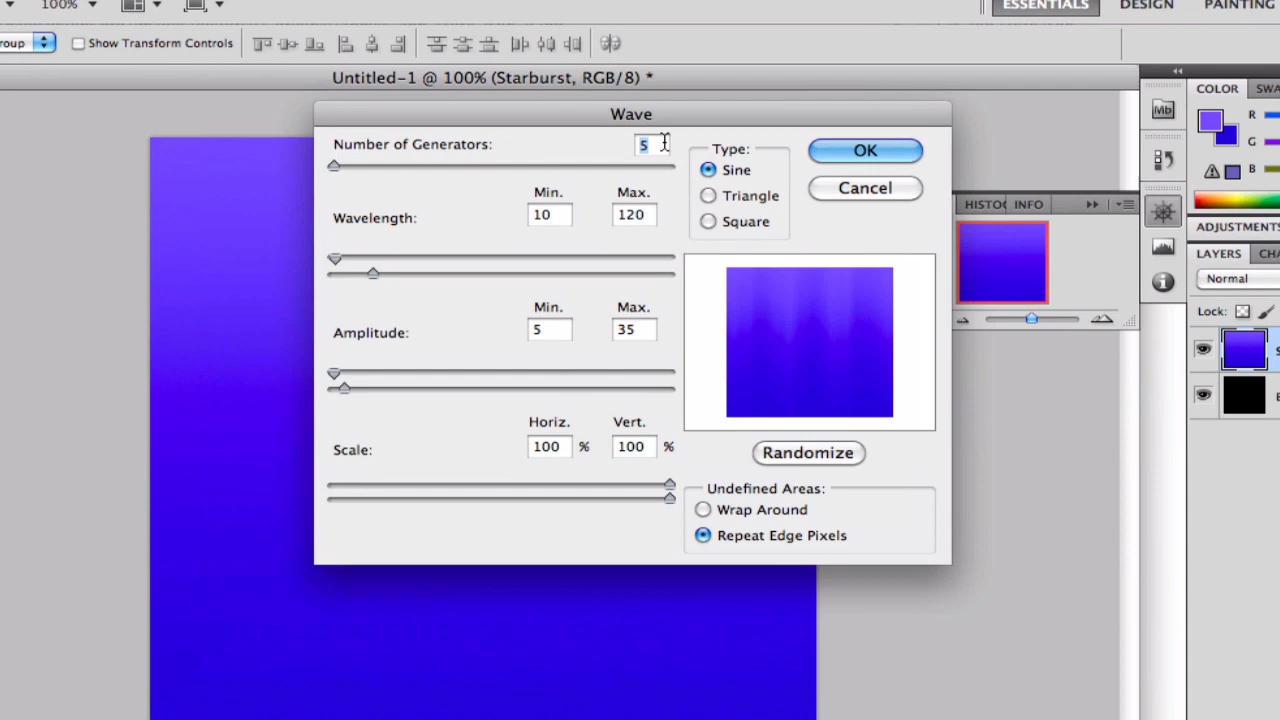 100%
ESSENTIALS
DESIGN
PAINTING
Show Transform Controls
Untitled-1 @ 100% (Starburst, RGB/8) *
Wave
Number of Generators:
5
Type:
Sine
Triangle
Square
OK
Cancel
Min.
Max.
Wavelength:
10
120
Min.
Max.
Amplitude:
5
35
Horiz.
Vert.
Scale:
100 %
100 %
Randomize
Undefined Areas:
Wrap Around
Repeat Edge Pixels
Mb
COLOR
R
G
B
INFO
ADJUSTMENTS
LAYERS
Normal
Lock: